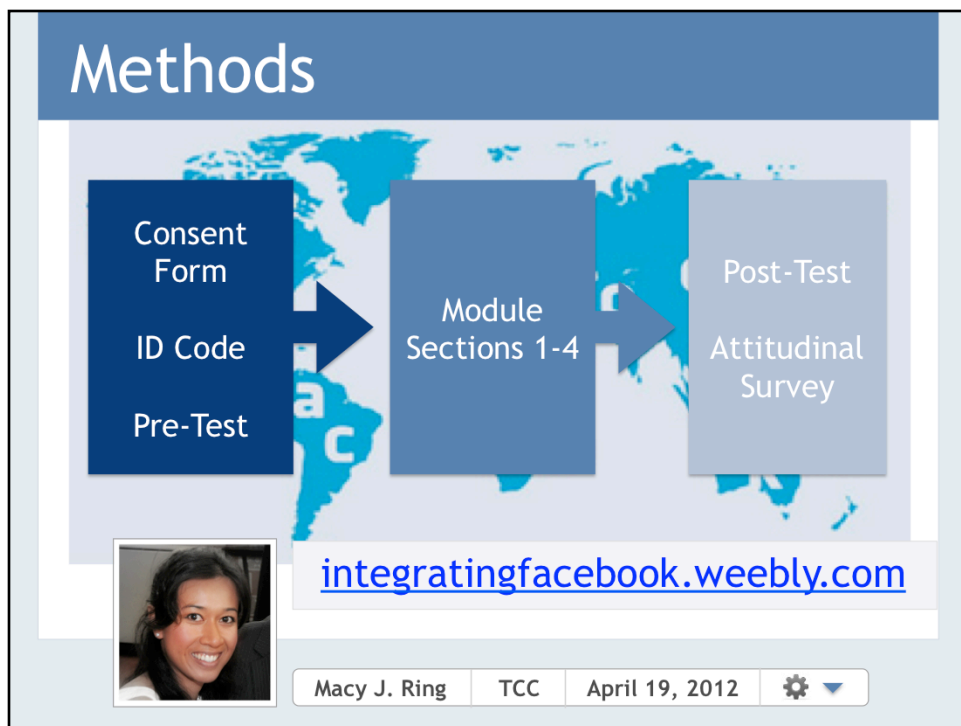 Methods
Consent
Form
ID Code
Pre-Test
Module
Sections 1-4
Post-Test
Attitudinal
Survey
a
c
integratingfacebook.weebly.com
Macy J. Ring
TCC
April 19, 2012